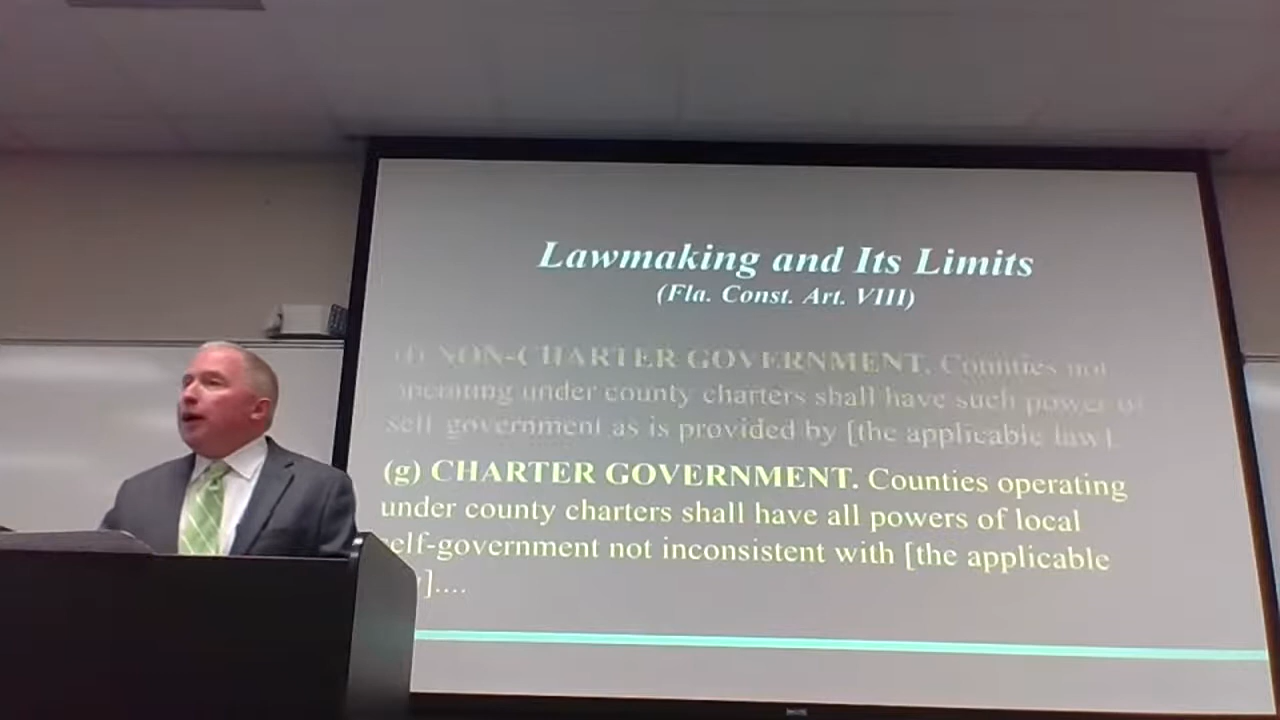 Lawmaking and Its Limits
(Fla. Const. Art. VIII)
(f) NON-CHARTER GOVERNMENT. Counties not
operating under county charters shall have such power of
self-government as is provided by [the applicable law].
(g) CHARTER GOVERNMENT. Counties operating
under county charters shall have all powers of local
self-government not inconsistent with [the applicable
]....